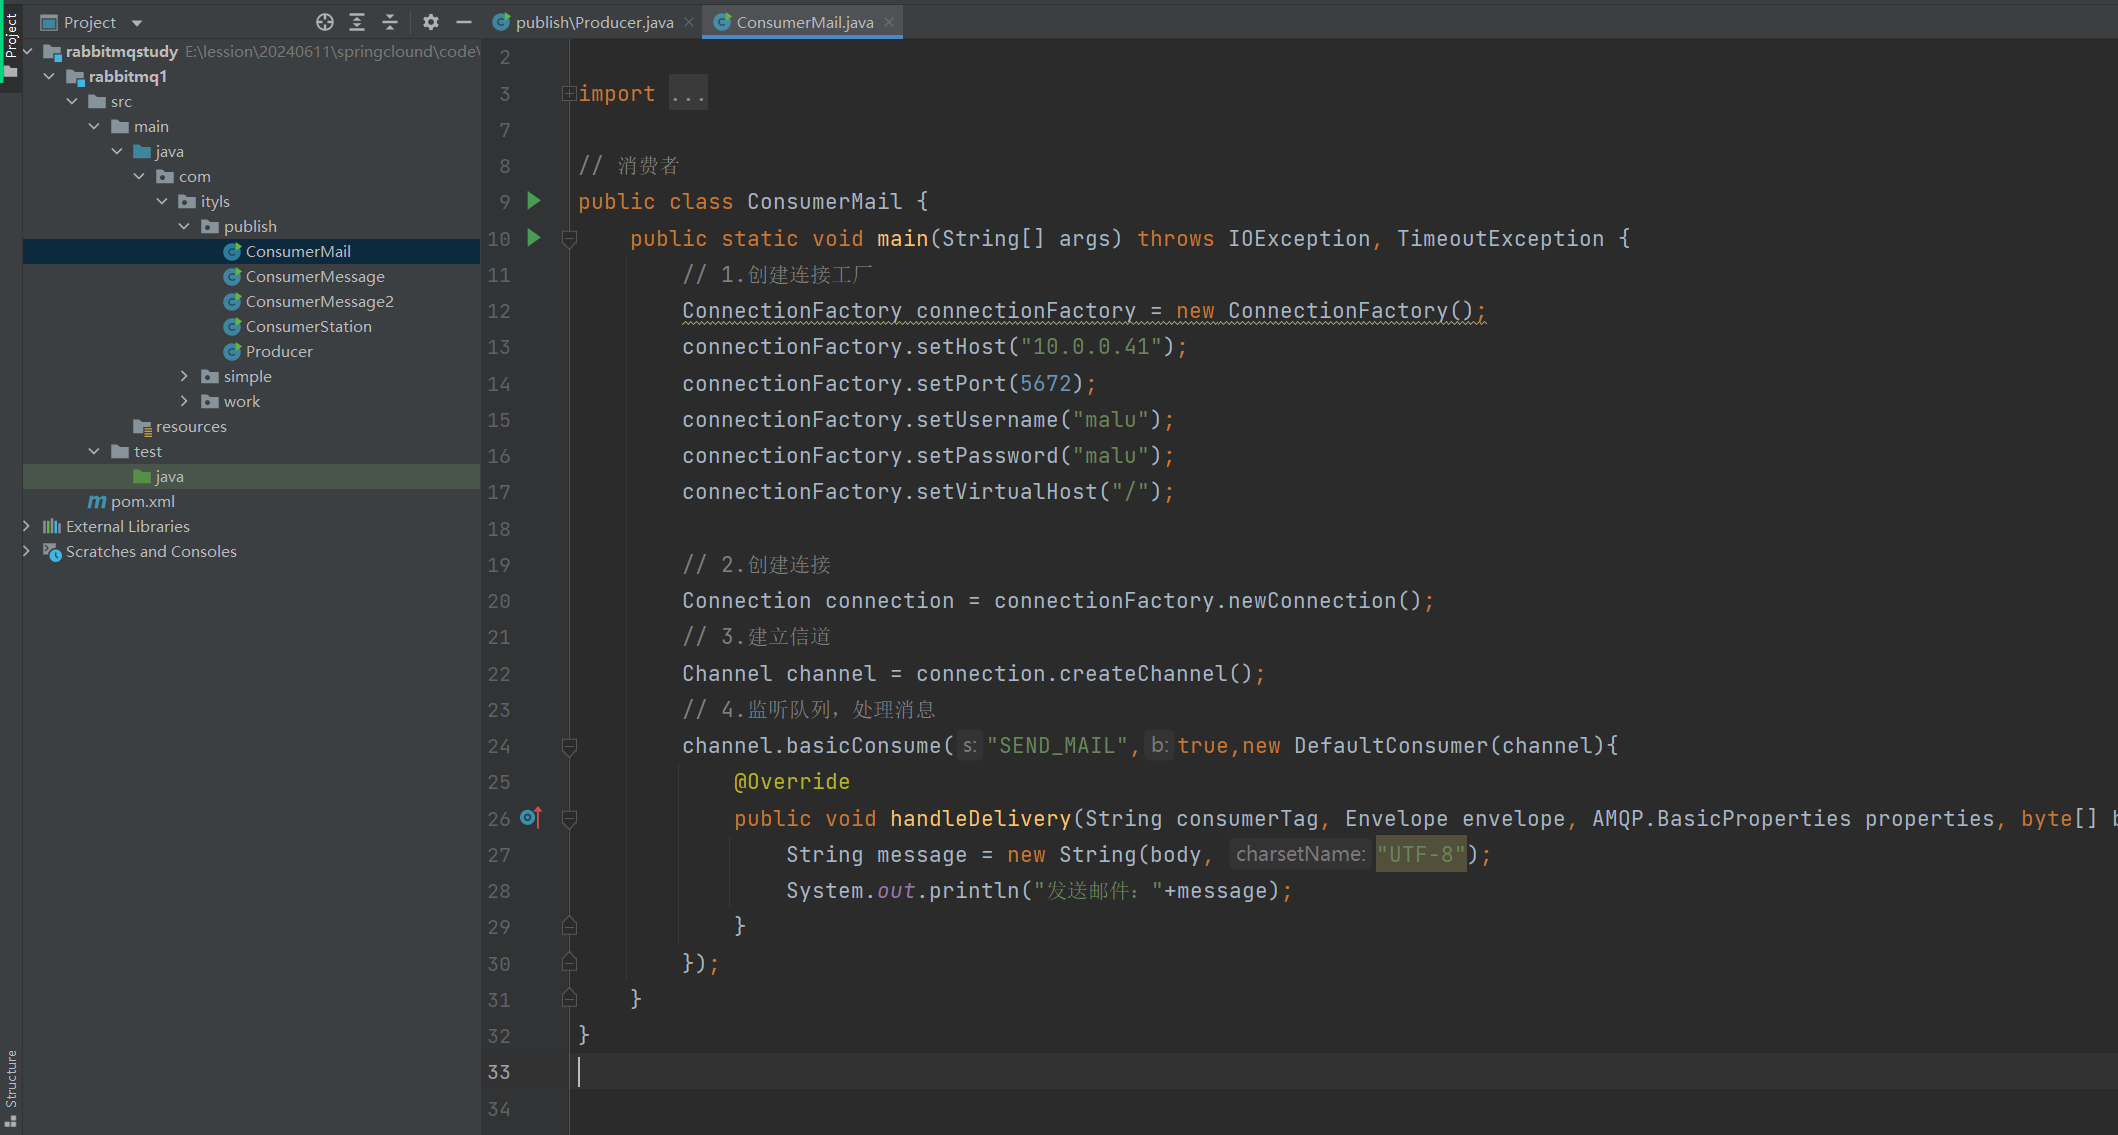 Project
publish\Producer.java
ConsumerMail.java
Project
rabbitmqstudy E:\lession\20240611\springclound\code\
rabbitmq1
src
main
java
com
ityls
publish
ConsumerMail
ConsumerMessage
ConsumerMessage2
ConsumerStation
Producer
simple
work
resources
test
java
pom.xml
External Libraries
Scratches and Consoles
Structure
2
3 import ...
7
8 // 消费者
9 public class ConsumerMail {
10 public static void main(String[] args) throws IOException, TimeoutException {
11 // 1.创建连接工厂
12 ConnectionFactory connectionFactory = new ConnectionFactory();
13 connectionFactory.setHost("10.0.0.41");
14 connectionFactory.setPort(5672);
15 connectionFactory.setUsername("malu");
16 connectionFactory.setPassword("malu");
17 connectionFactory.setVirtualHost("/");
18
19 // 2.创建连接
20 Connection connection = connectionFactory.newConnection();
21 // 3.建立信道
22 Channel channel = connection.createChannel();
23 // 4.监听队列，处理消息
24 channel.basicConsume( s: "SEND_MAIL", b: true,new DefaultConsumer(channel){
25 @Override
26 public void handleDelivery(String consumerTag, Envelope envelope, AMQP.BasicProperties properties, byte[] b
27 String message = new String(body, charsetName: "UTF-8");
28 System.out.println("发送邮件："+message);
29 }
30 });
31 }
32 }
33
34